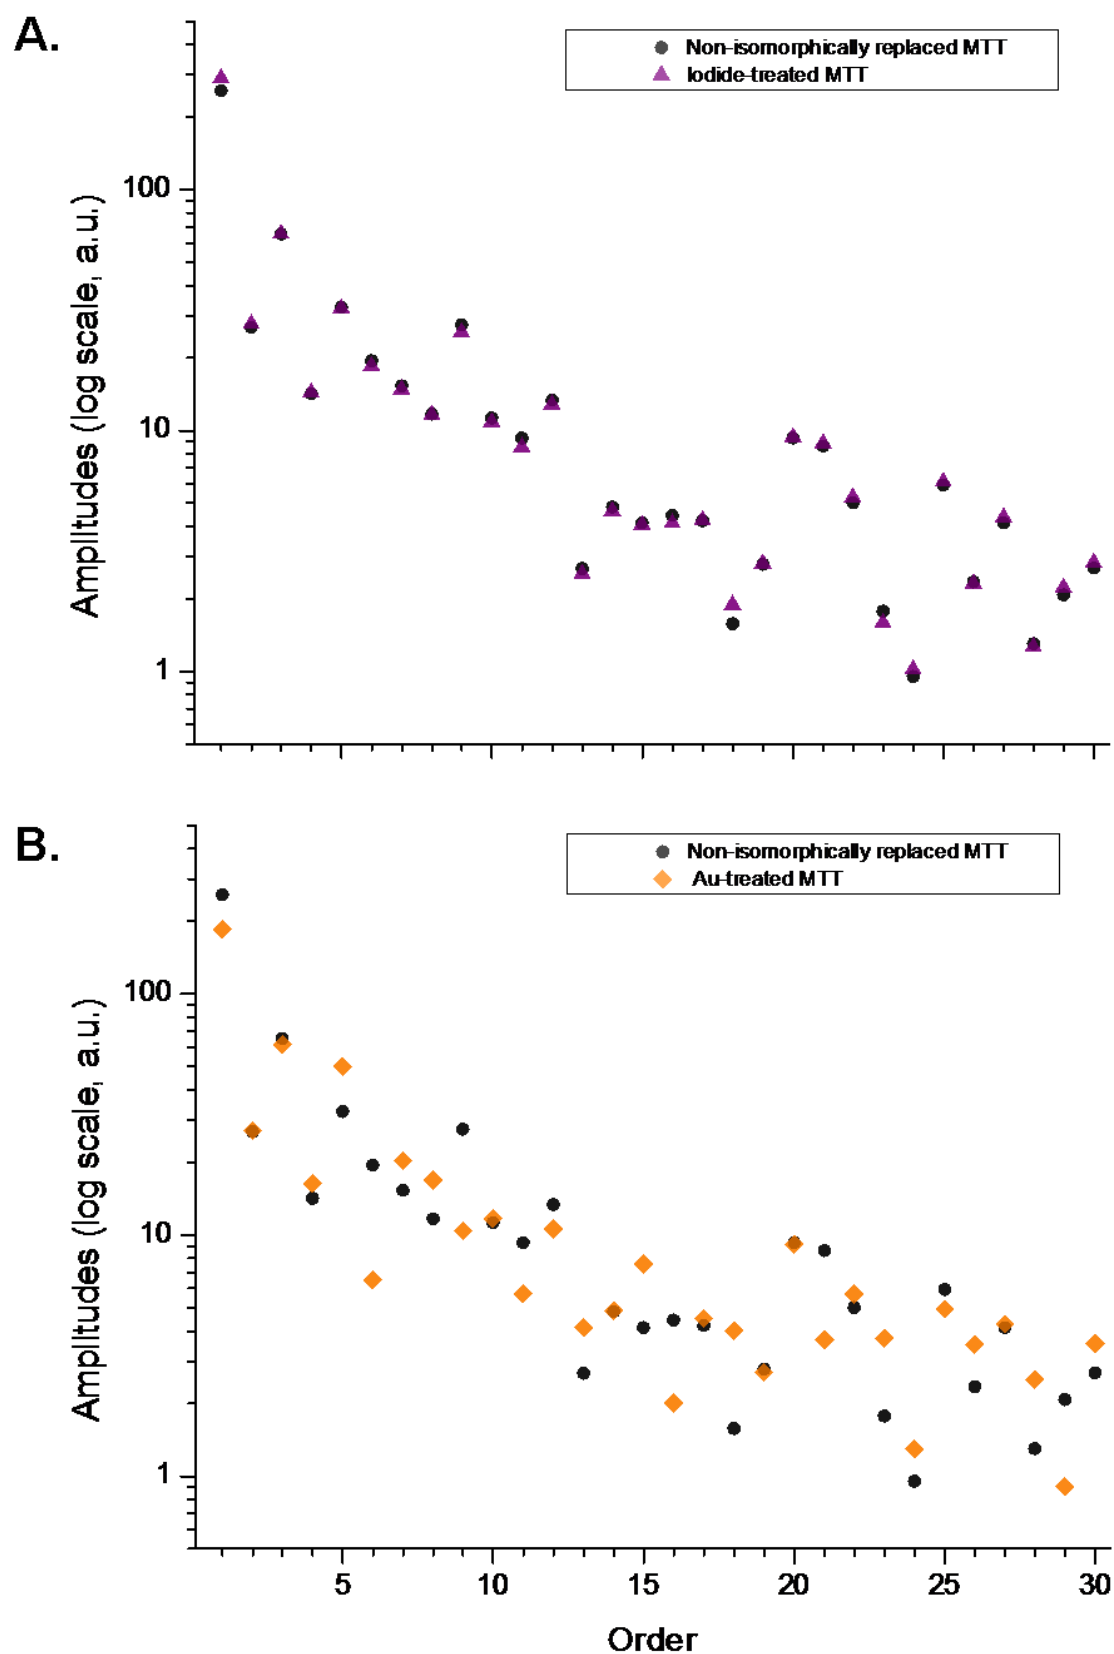 A.
Non-isomorphically replaced MTT
Iodide-treated MTT
Amplitudes (log scale, a.u.)
100
10
1
B.
Non-isomorphically replaced MTT
Au-treated MTT
Amplitudes (log scale, a.u.)
100
10
1
5 10 15 20 25 30
Order